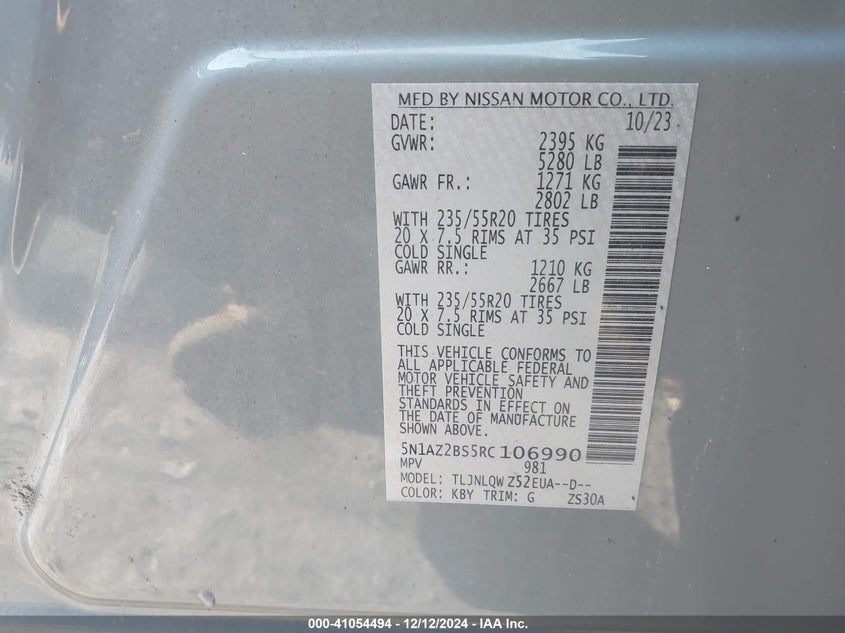 MFD BY NISSAN MOTOR CO., LTD.
DATE: 10/23
GVWR: 2395 KG
5280 LB
GAWR FR.: 1271 KG
2802 LB
WITH 235/55R20 TIRES
20 X 7.5 RIMS AT 35 PSI
COLD SINGLE
GAWR RR.: 1210 KG
2667 LB
WITH 235/55R20 TIRES
20 X 7.5 RIMS AT 35 PSI
COLD SINGLE
THIS VEHICLE CONFORMS TO
ALL APPLICABLE FEDERAL
MOTOR VEHICLE SAFETY AND
THEFT PREVENTION
STANDARDS IN EFFECT ON
THE DATE OF MANUFACTURE
SHOWN ABOVE.
5N1AZ2BS5RC106990
MPV 981
MODEL: TLJNLQW Z52EUA--D--
COLOR: KBY TRIM: G ZS30A
000-41054494 - 12/12/2024 - IAA Inc.